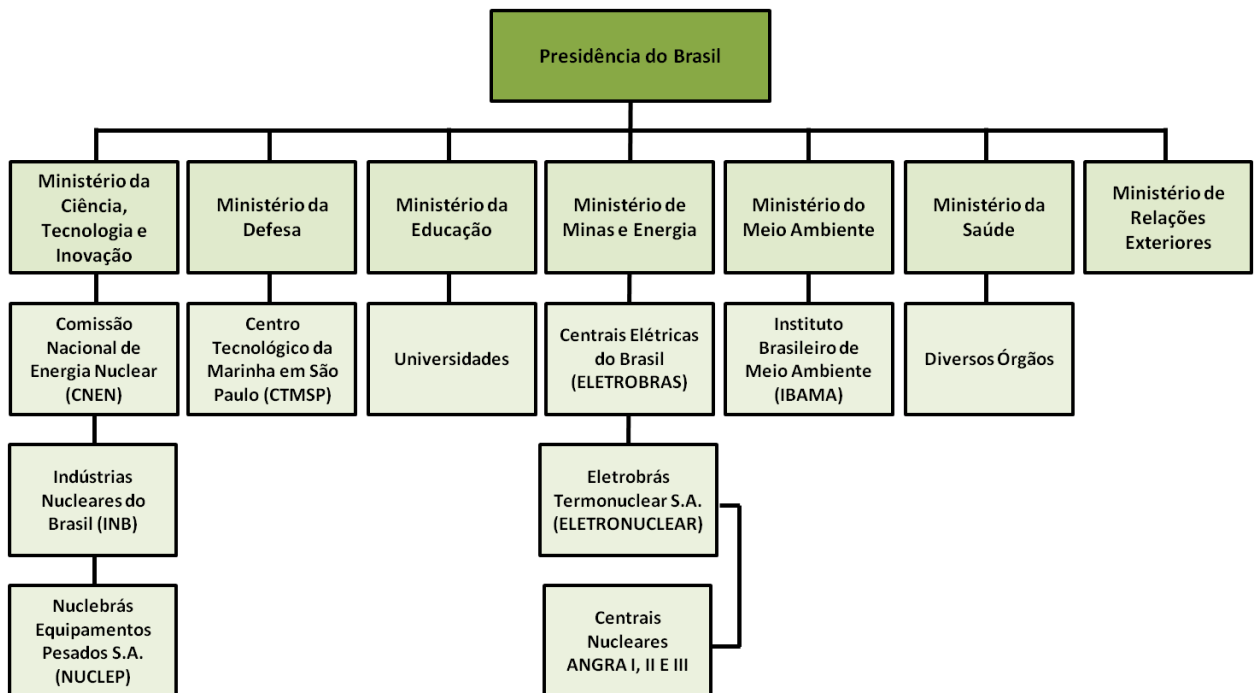 Presidência do Brasil
Ministério da
Ciência,
Tecnologia e
Inovação
Ministério da
Defesa
Ministério da
Educação
Ministério de
Minas e Energia
Ministério do
Meio Ambiente
Ministério da
Saúde
Ministério de
Relações
Exteriores
Comissão
Nacional de
Energia Nuclear
(CNEN)
Centro
Tecnológico da
Marinha em São
Paulo (CTMSP)
Universidades
Centrais Elétricas
do Brasil
(ELETROBRAS)
Instituto
Brasileiro de
Meio Ambiente
(IBAMA)
Diversos Órgãos
Indústrias
Nucleares do
Brasil (INB)
Eletrobrás
Termonuclear S.A.
(ELETRONUCLEAR)
Nuclebrás
Equipamentos
Pesados S.A.
(NUCLEP)
Centrais
Nucleares
ANGRA I, II E III